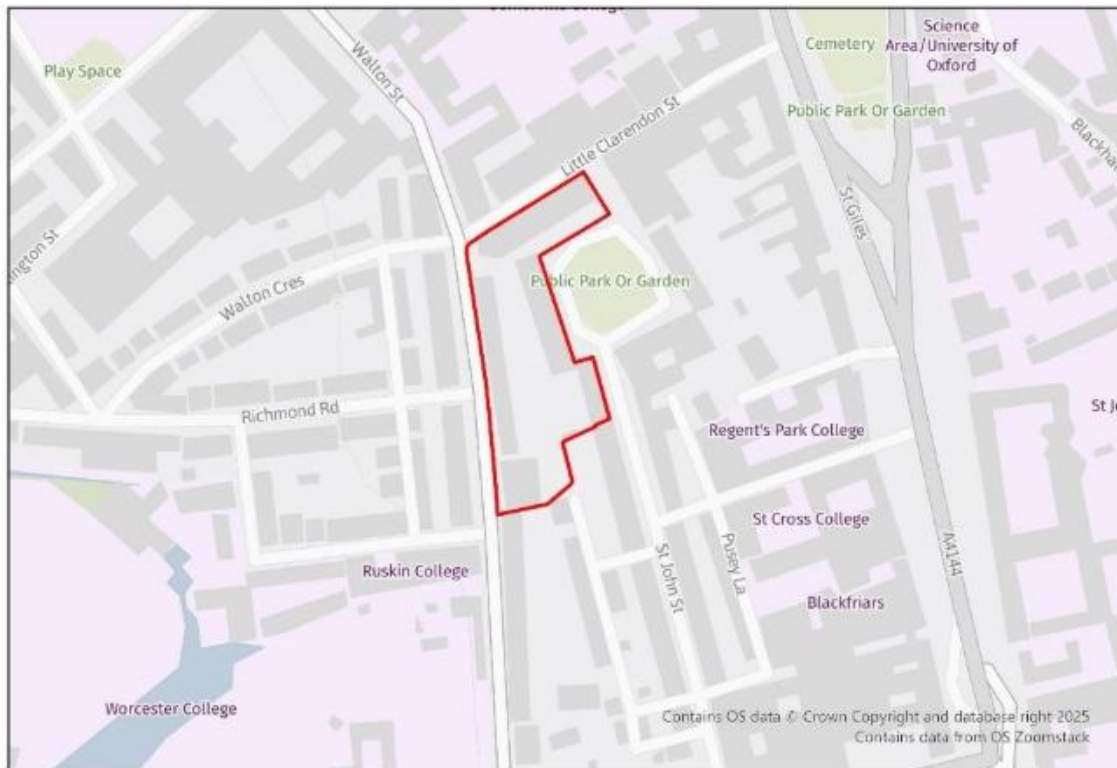 Science
Area/University of
Oxford
Cemetery
Play Space
Walton St
Public Park Or Garden
Little Clarendon St
St Giles
Public Park Or Garden
Walton Cres
Richmond Rd
Regent's Park College
St Cross College
Ruskin College
St John St
Pusey La
A4144
Blackfriars
Worcester College
Contains OS data © Crown Copyright and database right 2025
Contains data from OS Zoomstack